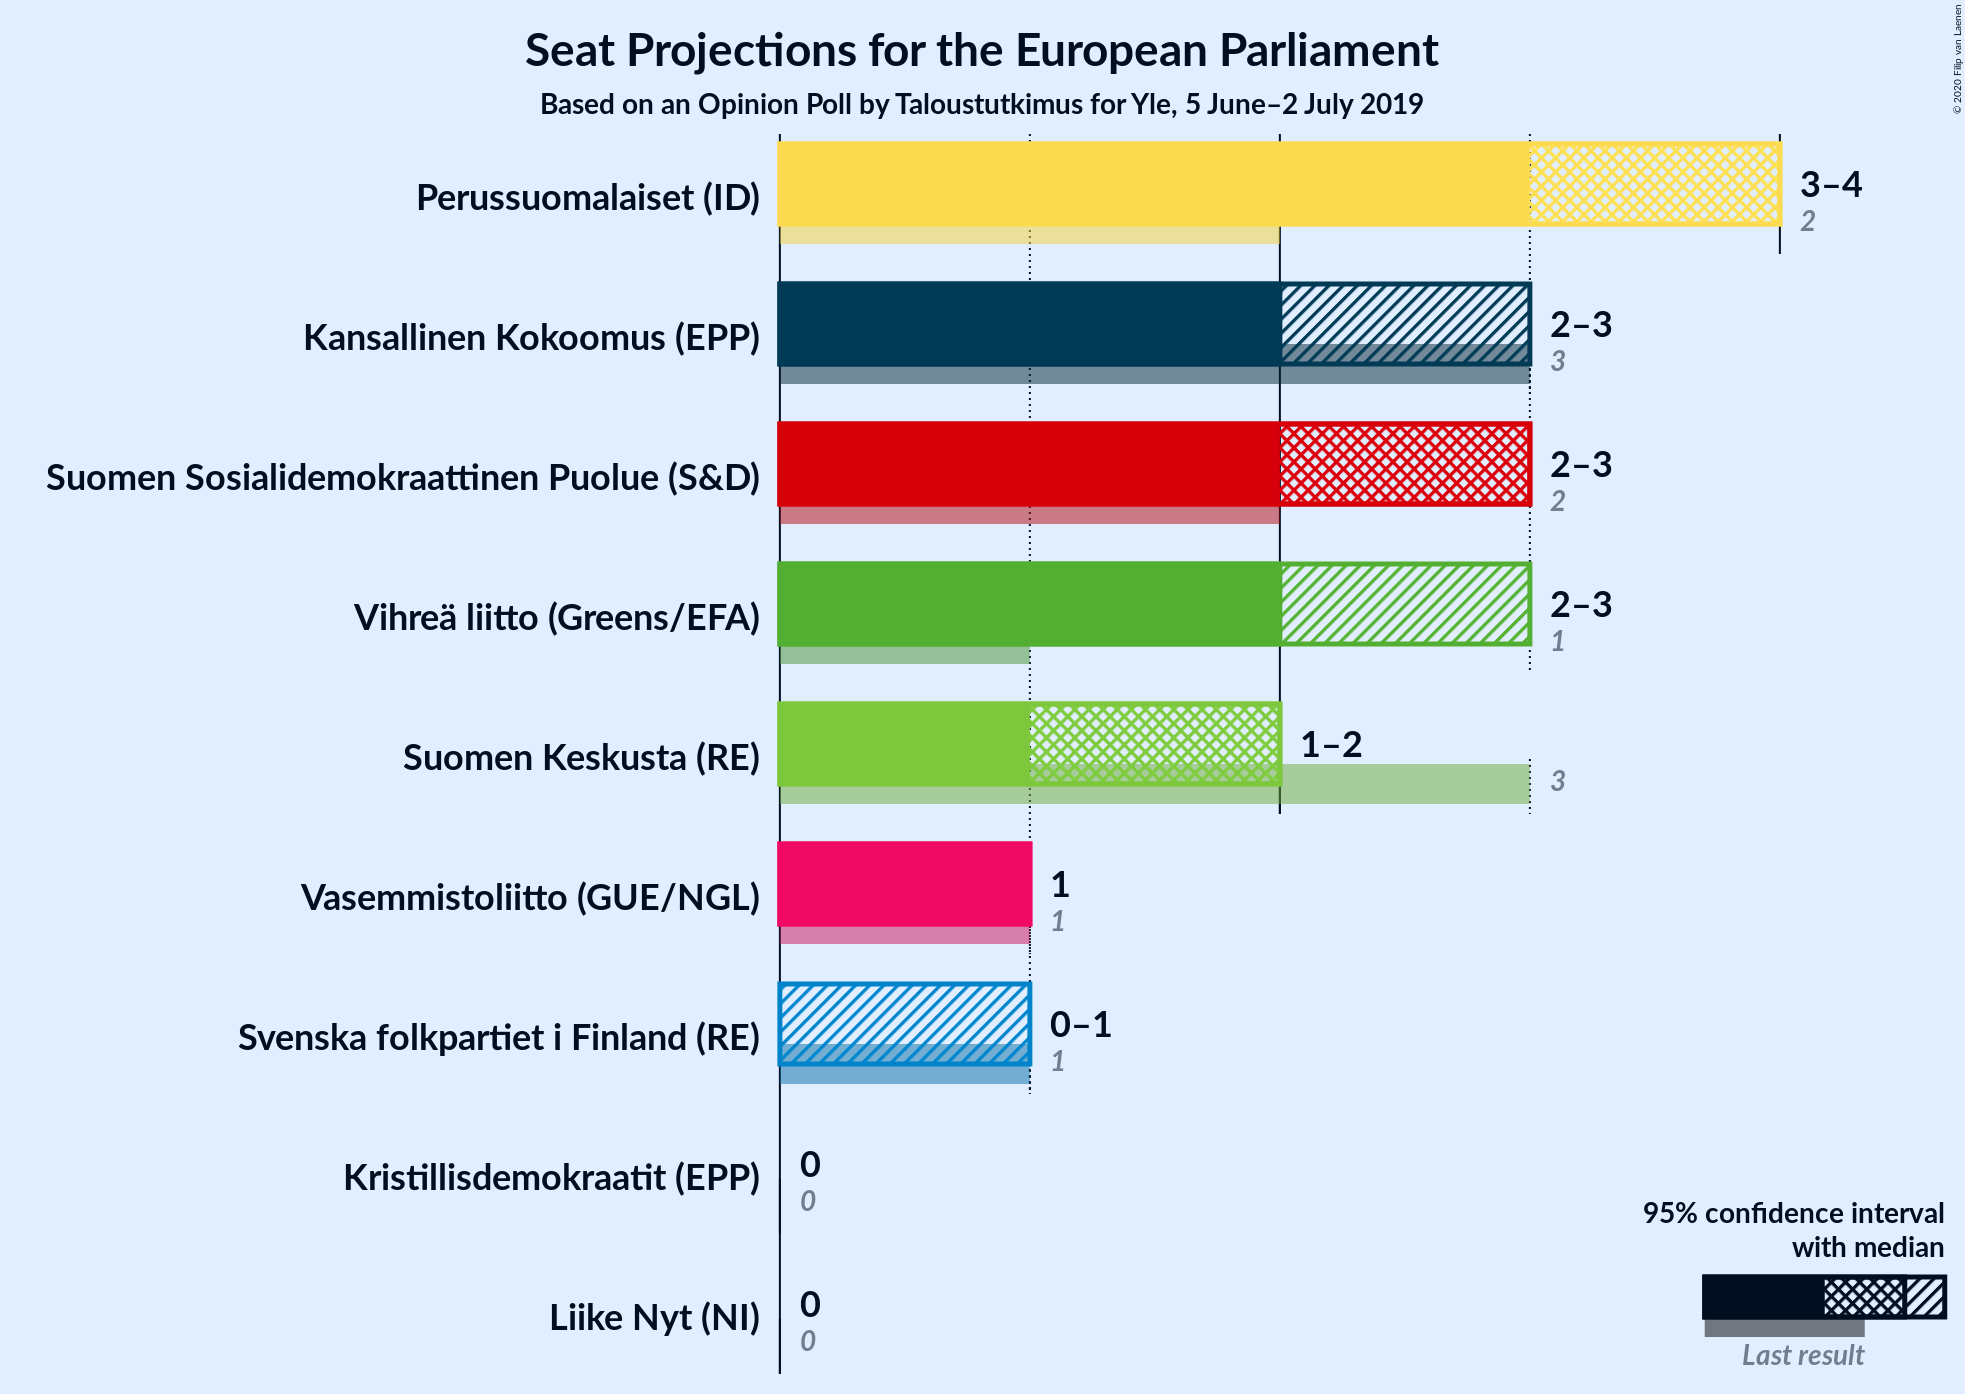 Seat Projections for the European Parliament
Based on an Opinion Poll by Taloustutkimus for Yle, 5 June–2 July 2019
© 2020 Filip van Laenen
Perussuomalaiset (ID)
3–4
2
Kansallinen Kokoomus (EPP)
2–3
3
Suomen Sosialidemokraattinen Puolue (S&D)
2–3
2
Vihreä liitto (Greens/EFA)
2–3
1
Suomen Keskusta (RE)
1–2
3
Vasemmistoliitto (GUE/NGL)
1
1
Svenska folkpartiet i Finland (RE)
0–1
1
Kristillisdemokraatit (EPP)
0
0
Liike Nyt (NI)
0
0
95% confidence interval
with median
Last result